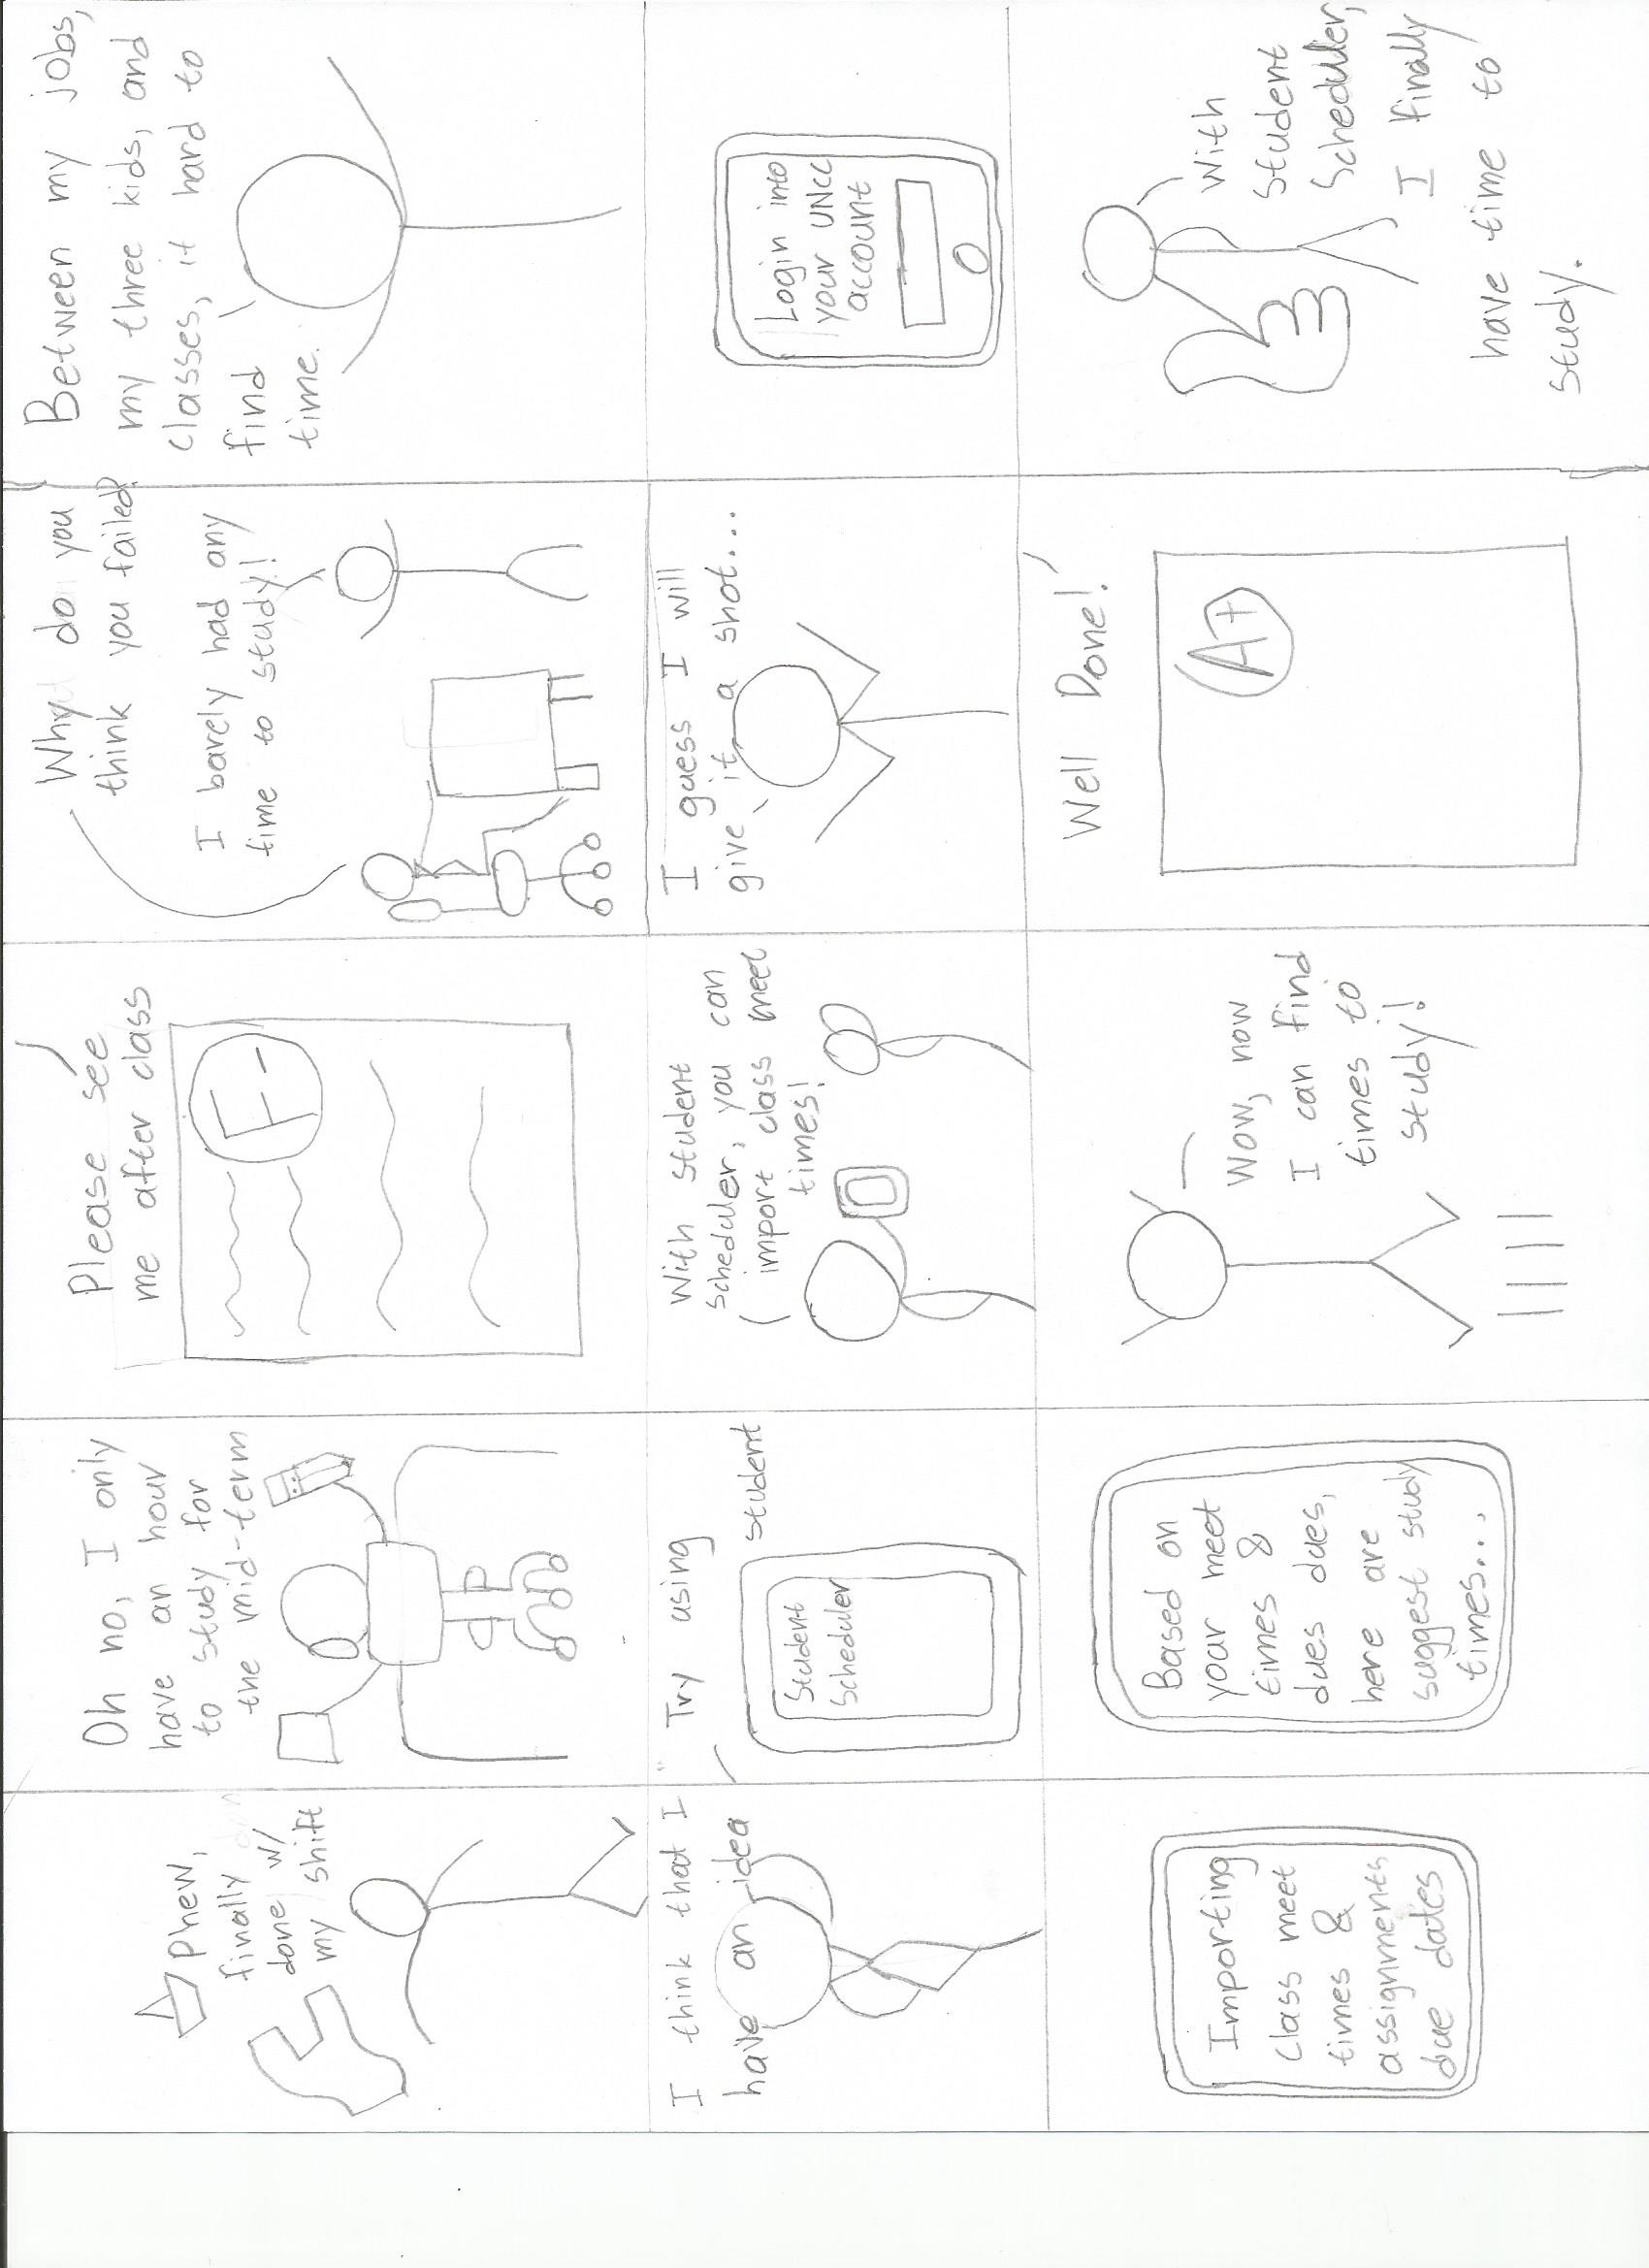 Phew,
finally
done w/
my shift
Oh no, I only
have an hour
to study for
the mid-term
Please see
me after class
F-
Why do you
think you failed?
I barely had any
time to study!
Between my jobs,
my three kids, and
classes, it hard to
find
time.
I think that I
have an idea
Try using
student
Student
Scheduler
With student
scheduler, you can
import class meet
times!
I guess I will
give it a shot...
Login into
your UNCC
account
Importing
class meet
times &
assignments
due dates
Based on
your meet
times &
dues dues,
here are
suggest study
times...
Wow, now
I can find
times to
study!
Well Done!
A+
With
Student
Scheduler,
I finally
have time to
study.